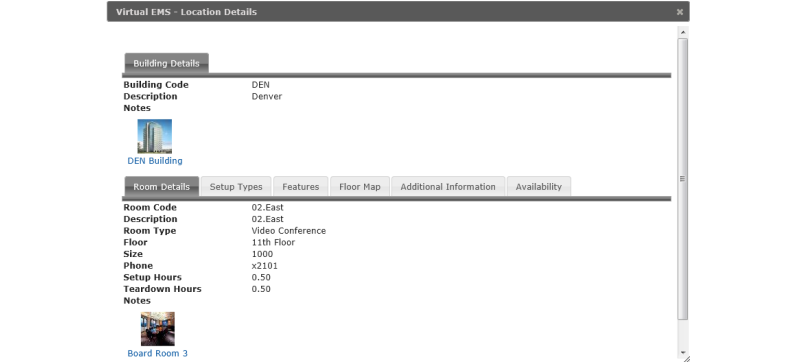 Virtual EMS - Location Details
Building Details
Building Code DEN
Description Denver
Notes
DEN Building
Room Details Setup Types Features Floor Map Additional Information Availability
Room Code 02.East
Description 02.East
Room Type Video Conference
Floor 11th Floor
Size 1000
Phone x2101
Setup Hours 0.50
Teardown Hours 0.50
Notes
Board Room 3